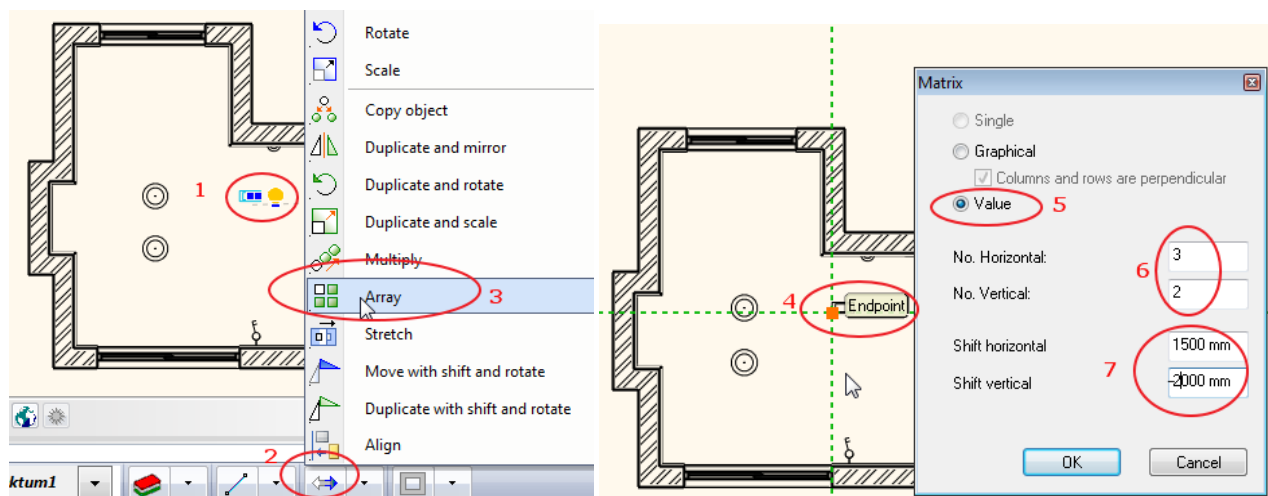 Rotate
Scale
Copy object
Duplicate and mirror
Duplicate and rotate
Duplicate and scale
Multiply
Array
Stretch
Move with shift and rotate
Duplicate with shift and rotate
Align
1
2
3
ktum1
4
Endpoint
Matrix
Single
Graphical
Columns and rows are perpendicular
Value
5
No. Horizontal: 3
6
No. Vertical: 2
Shift horizontal 1500 mm
7
Shift vertical -2000 mm
OK Cancel